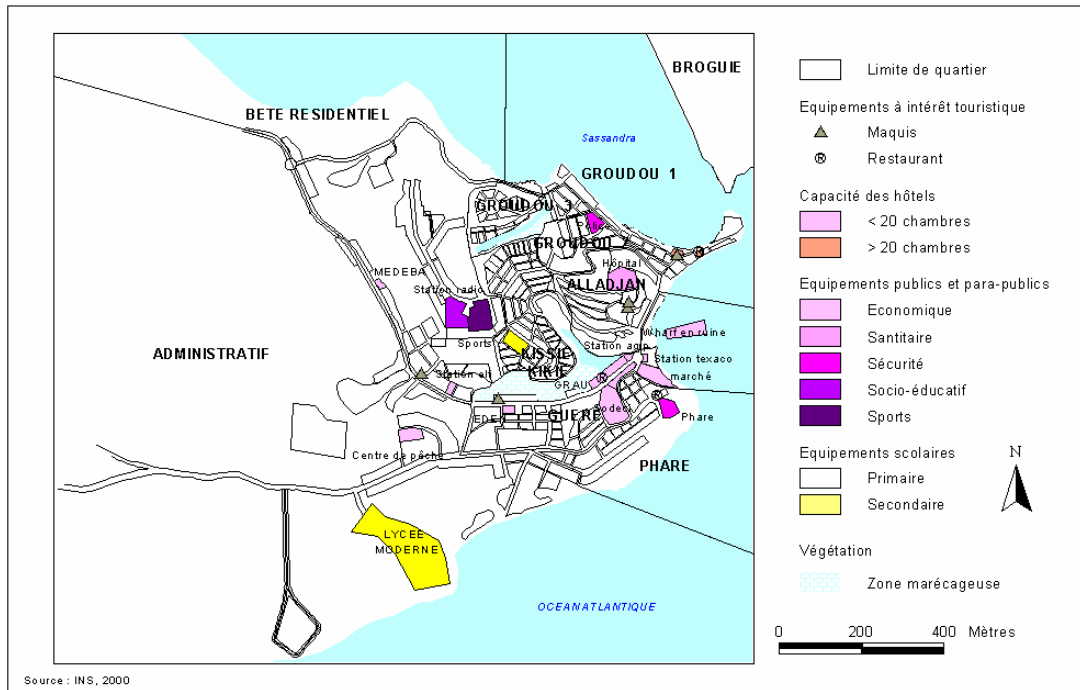 BROGUIE
BETE RESIDENTIEL
Sassandra
GROUDOU 1
GROUDOU 3
GROUDOU 2
Hôpital
MEDEBA
ALLADJAN
Station radio
Wharf en ruine
ADMINISTRATIF
Sports
Station agip
KISSIE
KIKIE
Station texaco
marché
Station elf
GRAU
EDEN
GUERE
Sodeci
Phare
Centre de pêche
PHARE
LYCEE
MODERNE
OCEAN ATLANTIQUE
Limite de quartier
Equipements à intérêt touristique
Maquis
Restaurant
Capacité des hôtels
< 20 chambres
> 20 chambres
Equipements publics et para-publics
Economique
Santitaire
Sécurité
Socio-éducatif
Sports
Equipements scolaires
Primaire
Secondaire
N
Végétation
Zone marécageuse
0 200 400 Mètres
Source : INS, 2000